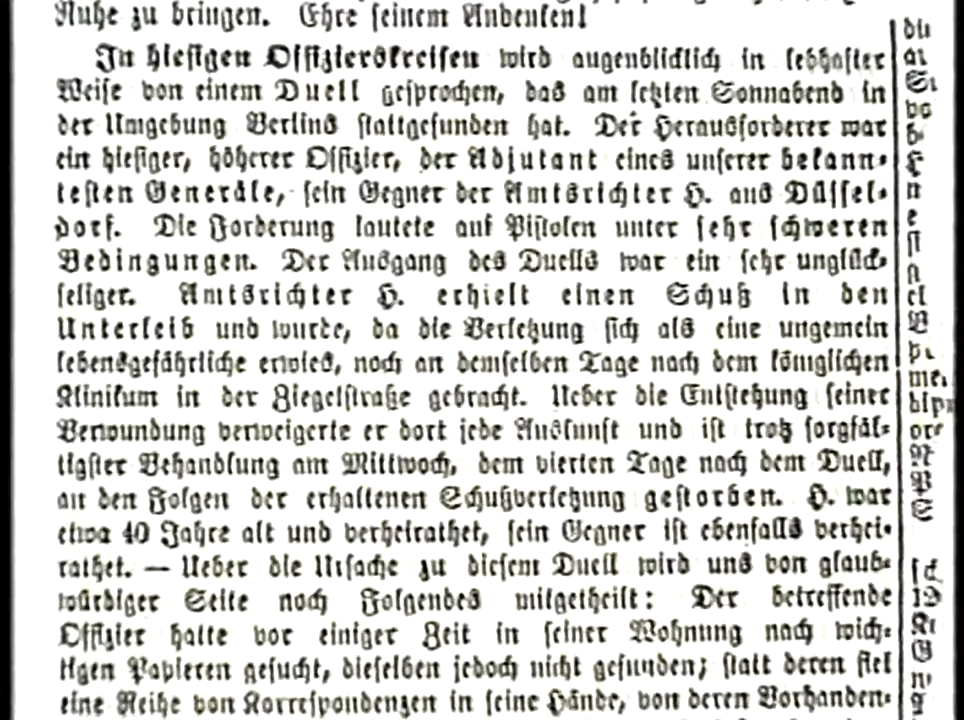 Ruhe zu bringen. Ehre seinem Andenken!
In hiesigen Offizierskreisen wird augenblicklich in lebhafter
Weise von einem Duell gesprochen, das am letzten Sonnabend in
der Umgebung Berlins stattgefunden hat. Der Herausforderer war
ein hiesiger, höherer Offizier, der Adjutant eines unserer bekann-
testen Generäle, sein Gegner der Amtsrichter H. aus Düssel-
dorf. Die Forderung lautete auf Pistolen unter sehr schweren
Bedingungen. Der Ausgang des Duells war ein sehr unglück-
seliger. Amtsrichter H. erhielt einen Schuß in den
Unterleib und wurde, da die Verletzung sich als eine ungemein
lebensgefährliche erwies, noch an demselben Tage nach dem königlichen
Klinikum in der Ziegelstraße gebracht. Ueber die Entstehung seiner
Verwundung verweigerte er dort jede Auskunft und ist trotz sorgfäl-
tigster Behandlung am Mittwoch, dem vierten Tage nach dem Duell,
an den Folgen der erhaltenen Schußverletzung gestorben. H. war
etwa 40 Jahre alt und verheirathet, sein Gegner ist ebenfalls verhei-
rathet. — Ueber die Ursache zu diesem Duell wird uns von glaub-
würdiger Seite noch Folgendes mitgetheilt: Der betreffende
Offizier hatte vor einiger Zeit in seiner Wohnung nach wich-
tigen Papieren gesucht, dieselben jedoch nicht gefunden; statt deren fiel
eine Reihe von Korrespondenzen in seine Hände, von deren Vorhanden-